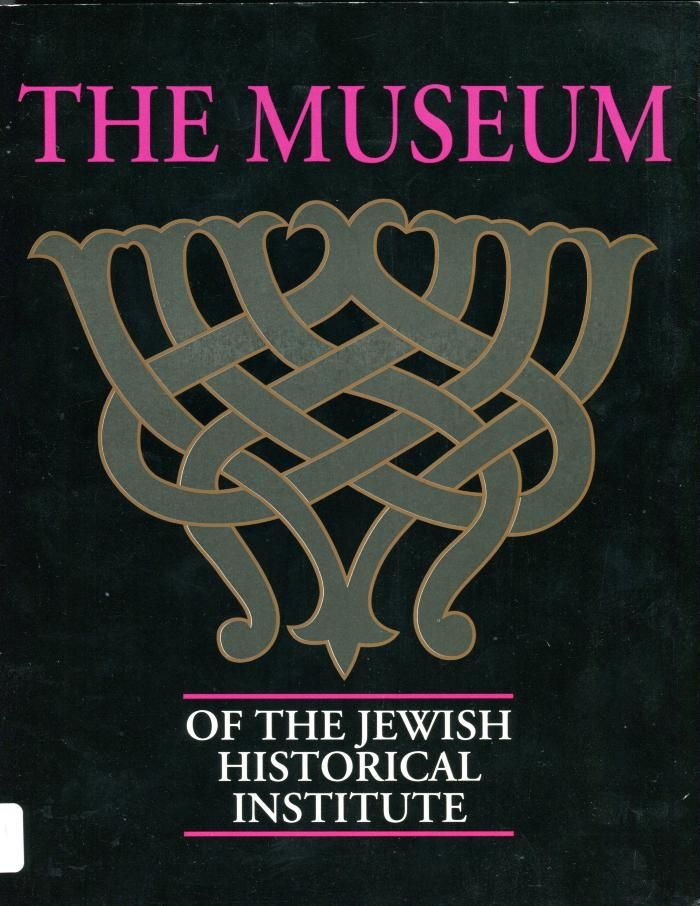 THE MUSEUM
OF THE JEWISH
HISTORICAL
INSTITUTE